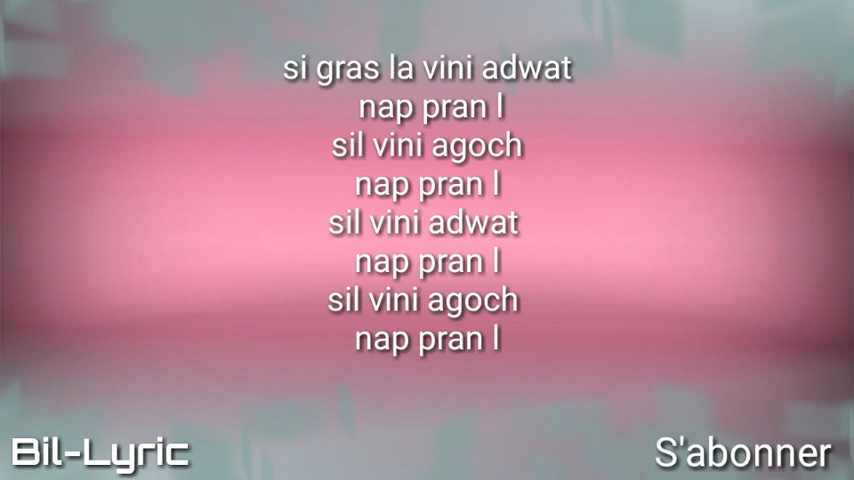 si gras la vini adwat
nap pran l
sil vini agoch
nap pran l
sil vini adwat
nap pran l
sil vini agoch
nap pran l
Bil-Lyric
S'abonner